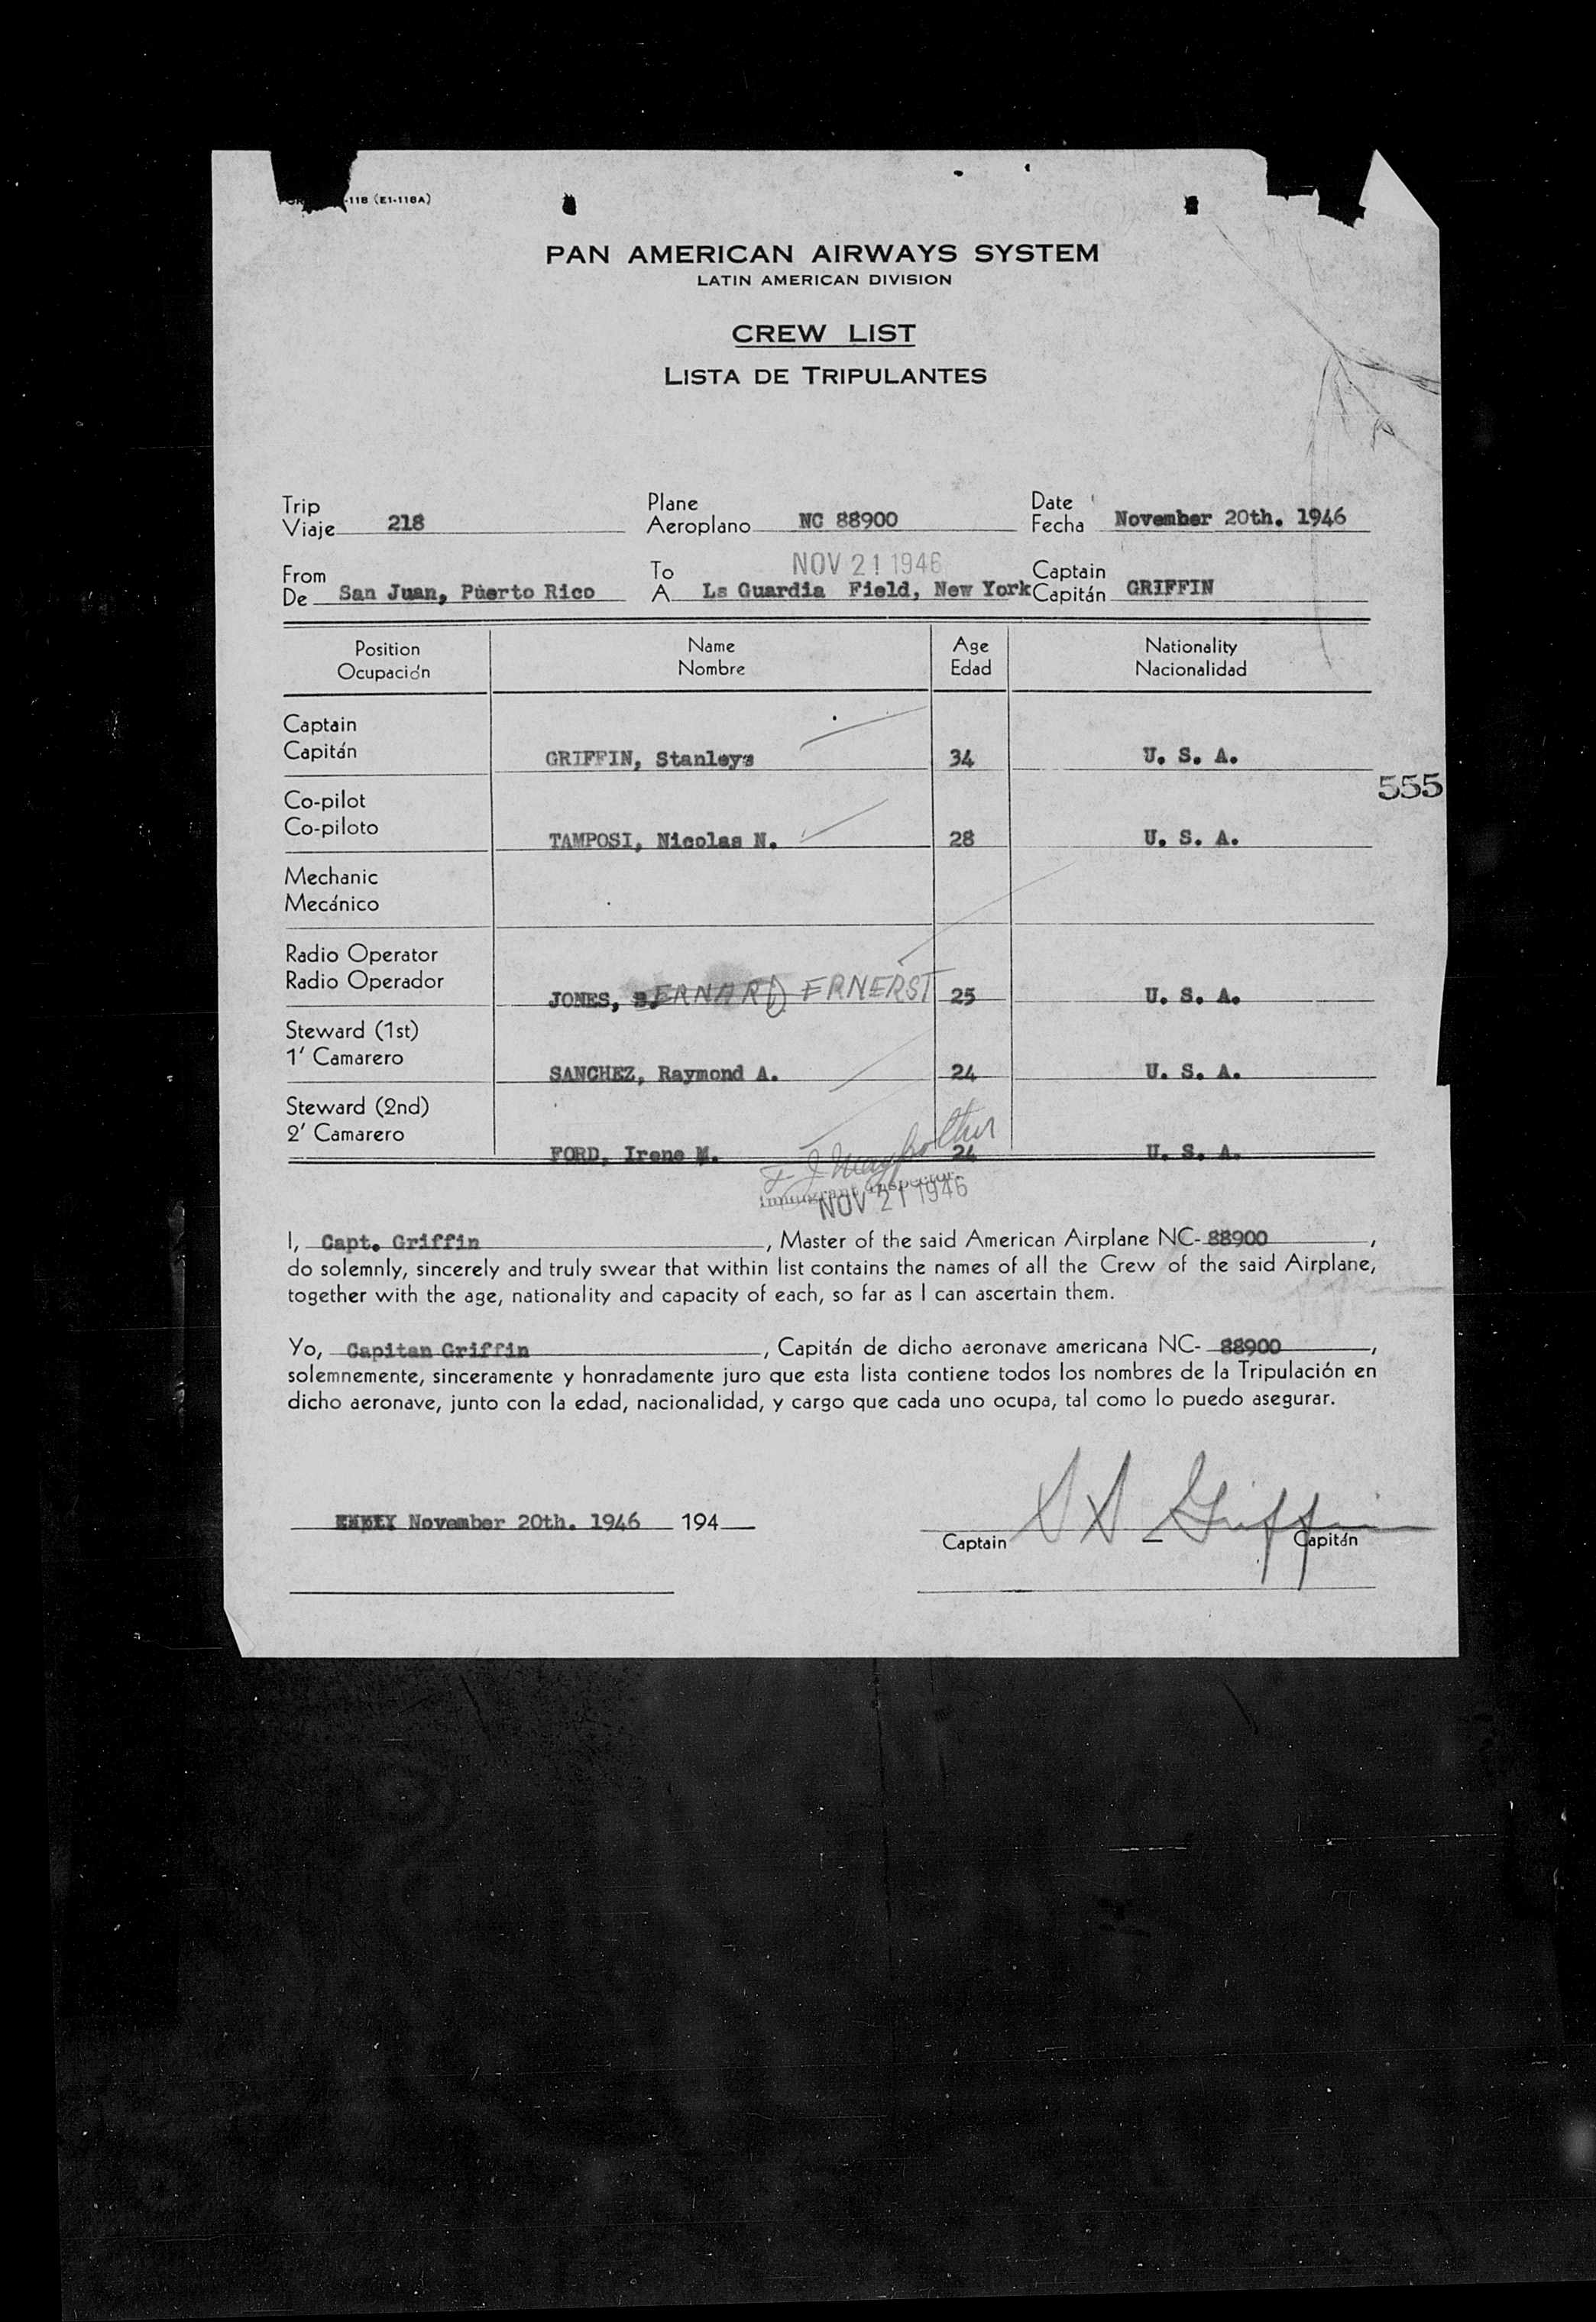 -118 (E1-118A)
PAN AMERICAN AIRWAYS SYSTEM
LATIN AMERICAN DIVISION
CREW LIST
LISTA DE TRIPULANTES
Trip Viaje 218 Plane Aeroplano NC 88900 Date Fecha November 20th. 1946
NOV 21 1946
From De San Juan, Puerto Rico To A La Guardia Field, New York Captain Capitán GRIFFIN
Position Name Age Nationality
Ocupación Nombre Edad Nacionalidad
Captain
Capitán GRIFFIN, Stanleys 34 U. S. A.
555
Co-pilot
Co-piloto TAMPOSI, Nicolas N. 28 U. S. A.
Mechanic
Mecánico
Radio Operator
Radio Operador JONES, BERNARD ERNERST 25 U. S. A.
Steward (1st)
1' Camarero SANCHEZ, Raymond A. 24 U. S. A.
Steward (2nd)
2' Camarero FORD, Irene M. 24 U. S. A.
Immigrant Inspector
NOV 21 1946
I, Capt. Griffin, Master of the said American Airplane NC-88900,
do solemnly, sincerely and truly swear that within list contains the names of all the Crew of the said Airplane,
together with the age, nationality and capacity of each, so far as I can ascertain them.
Yo, Capitan Griffin, Capitán de dicho aeronave americana NC- 88900,
solemnemente, sinceramente y honradamente juro que esta lista contiene todos los nombres de la Tripulación en
dicho aeronave, junto con la edad, nacionalidad, y cargo que cada uno ocupa, tal como lo puedo asegurar.
November 20th. 1946 194 S S Griffin
Captain Capitán